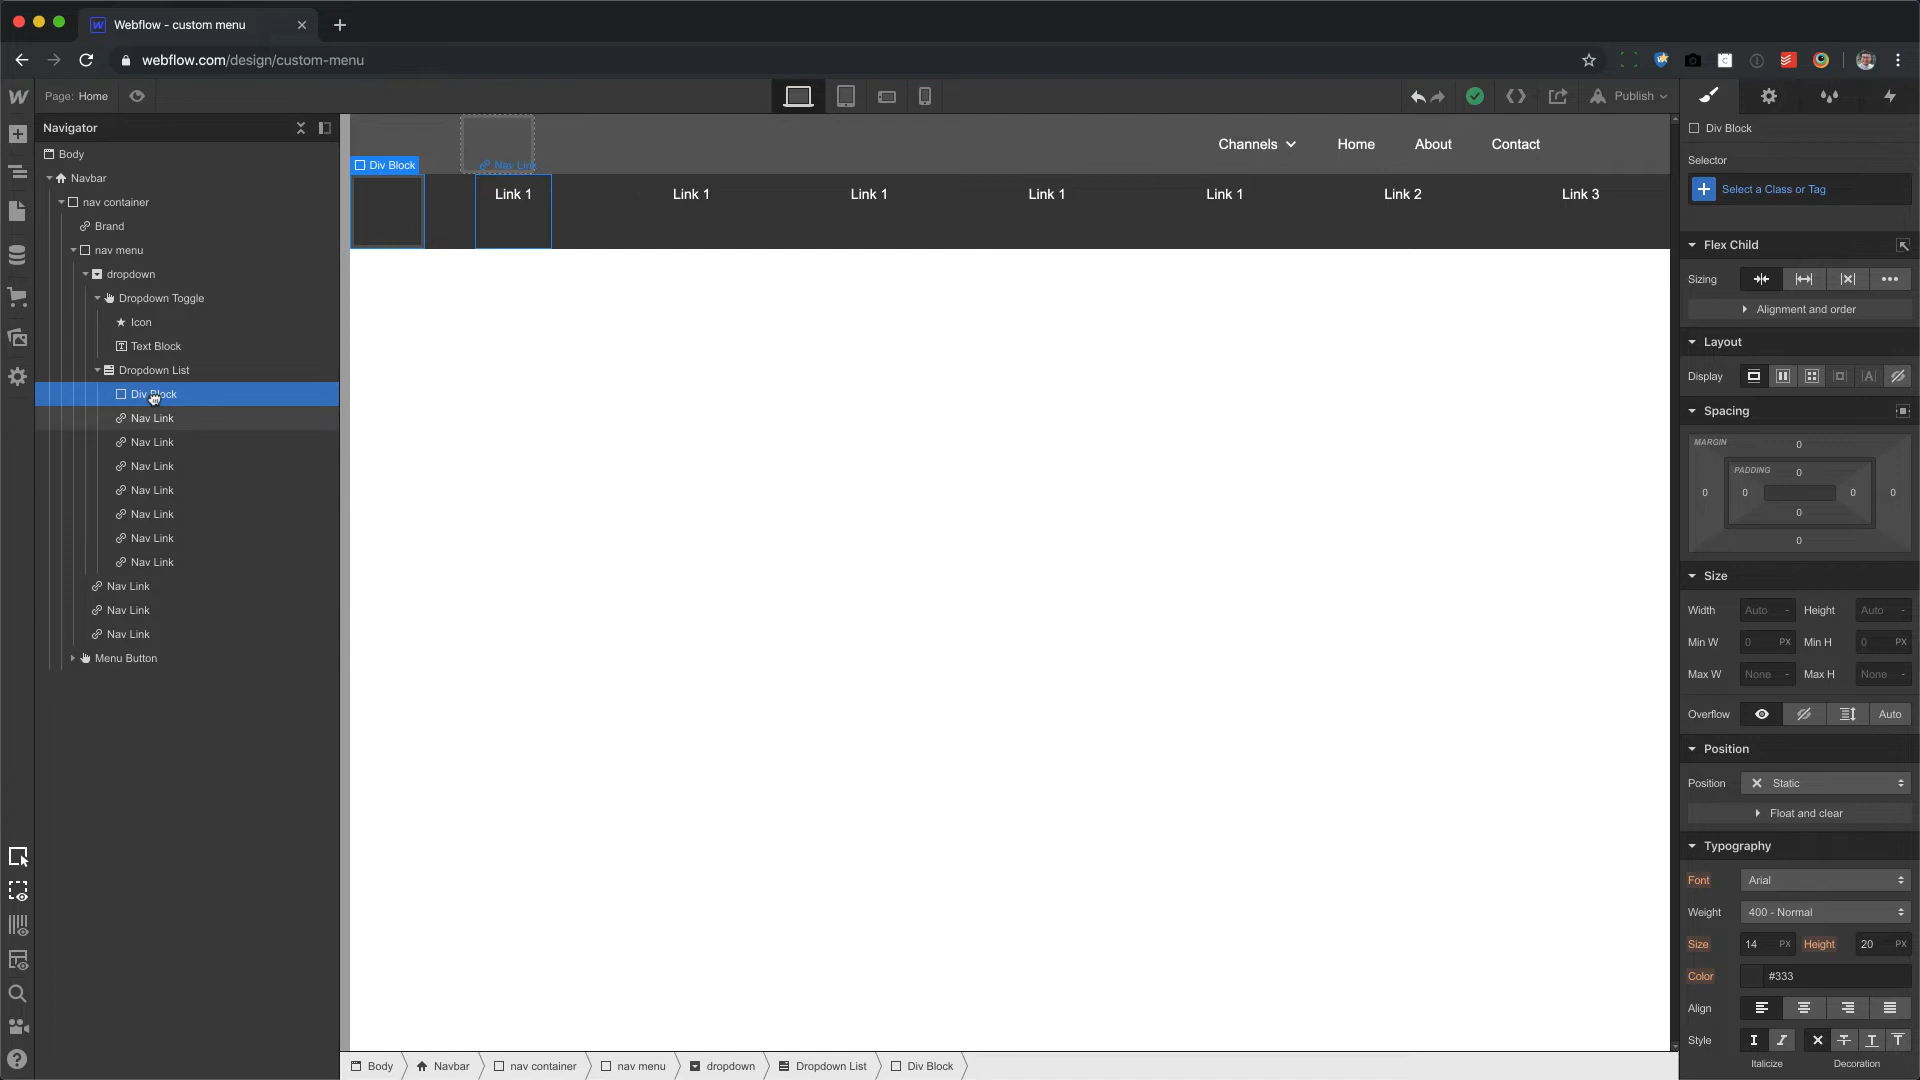 Webflow - custom menu
webflow.com/design/custom-menu
Page: Home
Publish
Navigator
Body
Navbar
nav container
Brand
nav menu
dropdown
Dropdown Toggle
Icon
Text Block
Dropdown List
Div Block
Nav Link
Nav Link
Nav Link
Nav Link
Nav Link
Nav Link
Nav Link
Nav Link
Nav Link
Nav Link
Menu Button
Channels
Home
About
Contact
Div Block
Nav Link
Link 1
Link 1
Link 1
Link 1
Link 1
Link 2
Link 3
Div Block
Selector
Select a Class or Tag
Flex Child
Sizing
Alignment and order
Layout
Display
Spacing
MARGIN
0
PADDING
0
0 0 0 0
0
0
Size
Width Auto - Height Auto -
Min W 0 PX Min H 0 PX
Max W None - Max H None -
Overflow Auto
Position
Position Static
Float and clear
Typography
Font Arial
Weight 400 - Normal
Size 14 PX Height 20 PX
Color #333
Align
Style
Italicize Decoration
Body Navbar nav container nav menu dropdown Dropdown List Div Block